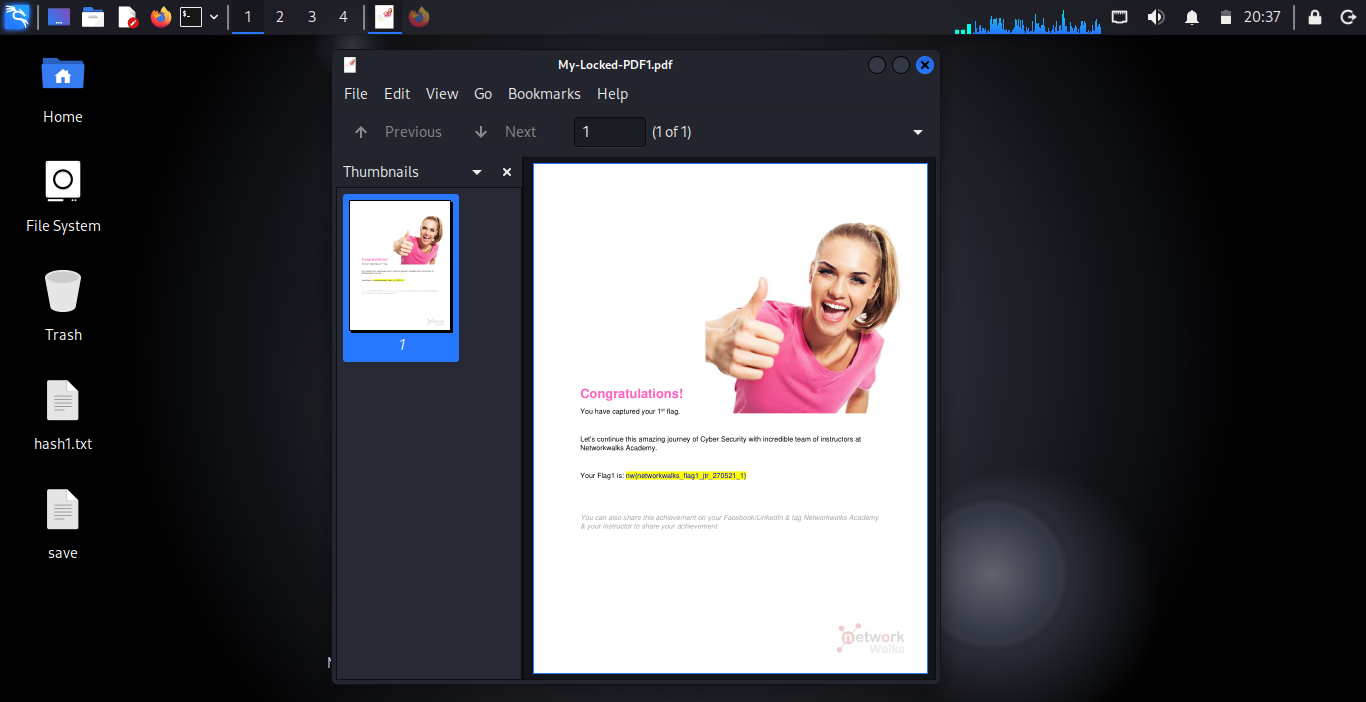 1 2 3 4 20:37
My-Locked-PDF1.pdf
File Edit View Go Bookmarks Help
Previous Next 1 (1 of 1)
Thumbnails
1
Congratulations!
You have captured your 1st flag.
Let's continue this amazing journey of Cyber Security with incredible team of instructors at
Networkwalks Academy.
Your Flag1 is: nw{networkwalks_flag1_jtr_270521_1}
You can also share this achievement on your Facebook/LinkedIn & tag Networkwalks Academy
& your instructor to share your achievement.
network
Walks
Home
File System
Trash
hash1.txt
save